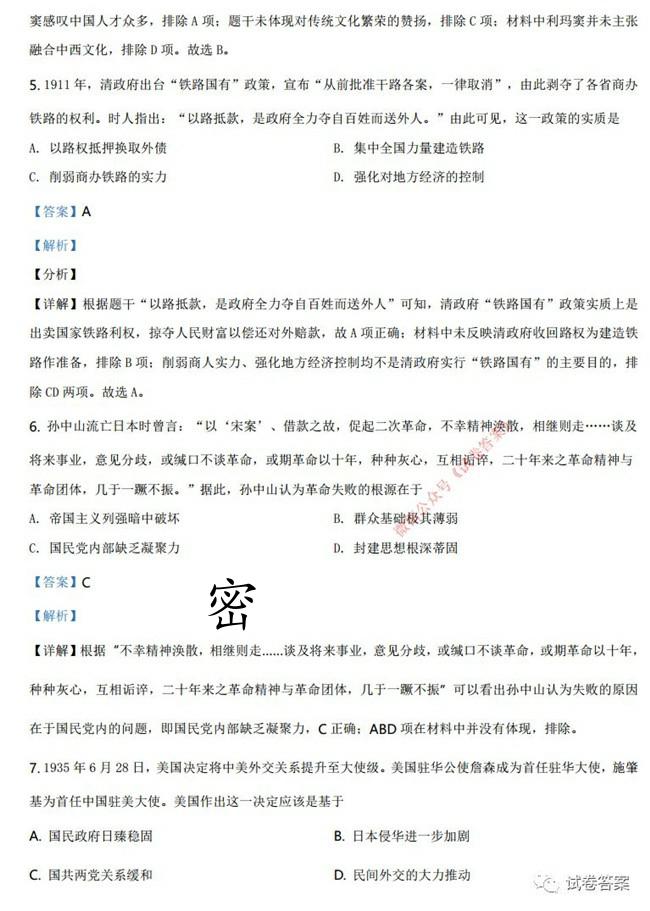 窦感叹中国人才众多，排除 A 项；题干未体现对传统文化繁荣的赞扬，排除 C 项；材料中利玛窦并未主张
融合中西文化，排除 D 项。故选 B。
5. 1911 年，清政府出台“铁路国有”政策，宣布“从前批准干路各案，一律取消”，由此剥夺了各省商办
铁路的权利。时人指出：“以路抵款，是政府全力夺自百姓而送外人。”由此可见，这一政策的实质是
A. 以路权抵押换取外债
B. 集中全国力量建造铁路
C. 削弱商办铁路的实力
D. 强化对地方经济的控制
【答案】A
【解析】
【分析】
【详解】根据题干“以路抵款，是政府全力夺自百姓而送外人”可知，清政府“铁路国有”政策实质上是
出卖国家铁路利权，掠夺人民财富以偿还对外赔款，故 A 项正确；材料中未反映清政府收回路权为建造铁
路作准备，排除 B 项；削弱商人实力、强化地方经济控制均不是清政府实行“铁路国有”的主要目的，排
除 CD 两项。故选 A。
6. 孙中山流亡日本时曾言：“以‘宋案’、借款之故，促起二次革命，不幸精神涣散，相继则走……谈及
将来事业，意见分歧，或缄口不谈革命，或期革命以十年，种种灰心，互相诟谇，二十年来之革命精神与
革命团体，几于一蹶不振。”据此，孙中山认为革命失败的根源在于
A. 帝国主义列强暗中破坏
B. 群众基础极其薄弱
C. 国民党内部缺乏凝聚力
D. 封建思想根深蒂固
微信公众号《试卷答案》
【答案】C
密
【解析】
【详解】根据“不幸精神涣散，相继则走……谈及将来事业，意见分歧，或缄口不谈革命，或期革命以十年，
种种灰心，互相诟谇，二十年来之革命精神与革命团体，几于一蹶不振”可以看出孙中山认为失败的原因
在于国民党内的问题，即国民党内部缺乏凝聚力，C 正确；ABD 项在材料中并没有体现，排除。
7. 1935 年 6 月 28 日，美国决定将中美外交关系提升至大使级。美国驻华公使詹森成为首任驻华大使，施肇
基为首任中国驻美大使。美国作出这一决定应该是基于
A. 国民政府日臻稳固
B. 日本侵华进一步加剧
C. 国共两党关系缓和
D. 民间外交的大力推动
试卷答案